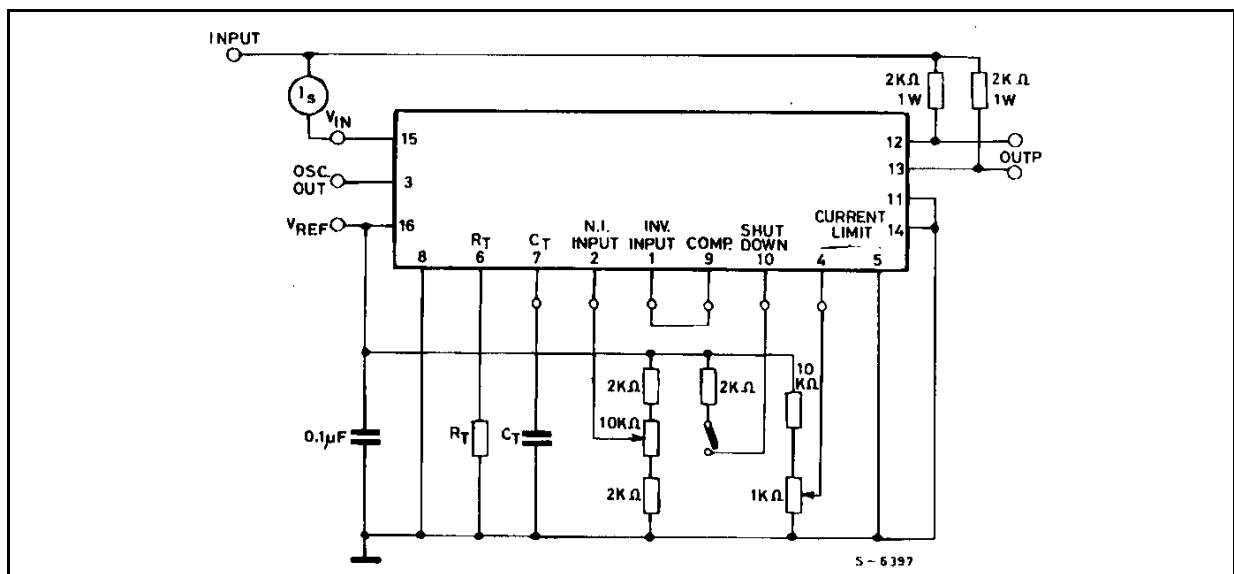 INPUT
I s
2KΩ
1W
2KΩ
1W
VIN
15
12
OUTP
OSC.
OUT
3
13
11
VREF
16
14
CURRENT
LIMIT
8
RT
6
CT
7
N.I.
INPUT
2
INV.
INPUT
1
COMP.
9
SHUT
DOWN
10
4
5
2KΩ
2KΩ
10
KΩ
0.1µF
RT
CT
10KΩ
2KΩ
1KΩ
S - 6397